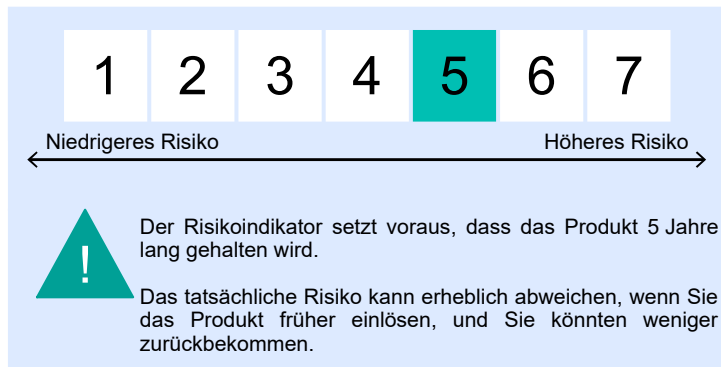 1 2 3 4 5 6 7
Niedrigeres Risiko Höheres Risiko
!
Der Risikoindikator setzt voraus, dass das Produkt 5 Jahre
lang gehalten wird.
Das tatsächliche Risiko kann erheblich abweichen, wenn Sie
das Produkt früher einlösen, und Sie könnten weniger
zurückbekommen.